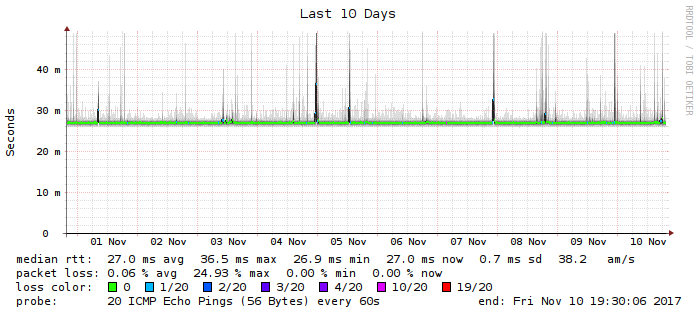 Last 10 Days
RRDTOOL / TOBI OETIKER
Seconds
40 m
30 m
20 m
10 m
0
01 Nov 02 Nov 03 Nov 04 Nov 05 Nov 06 Nov 07 Nov 08 Nov 09 Nov 10 Nov
median rtt: 27.0 ms avg 36.5 ms max 26.9 ms min 27.0 ms now 0.7 ms sd 38.2 am/s
packet loss: 0.06 % avg 24.93 % max 0.00 % min 0.00 % now
loss color: 0 1/20 2/20 3/20 4/20 10/20 19/20
probe: 20 ICMP Echo Pings (56 Bytes) every 60s end: Fri Nov 10 19:30:06 2017